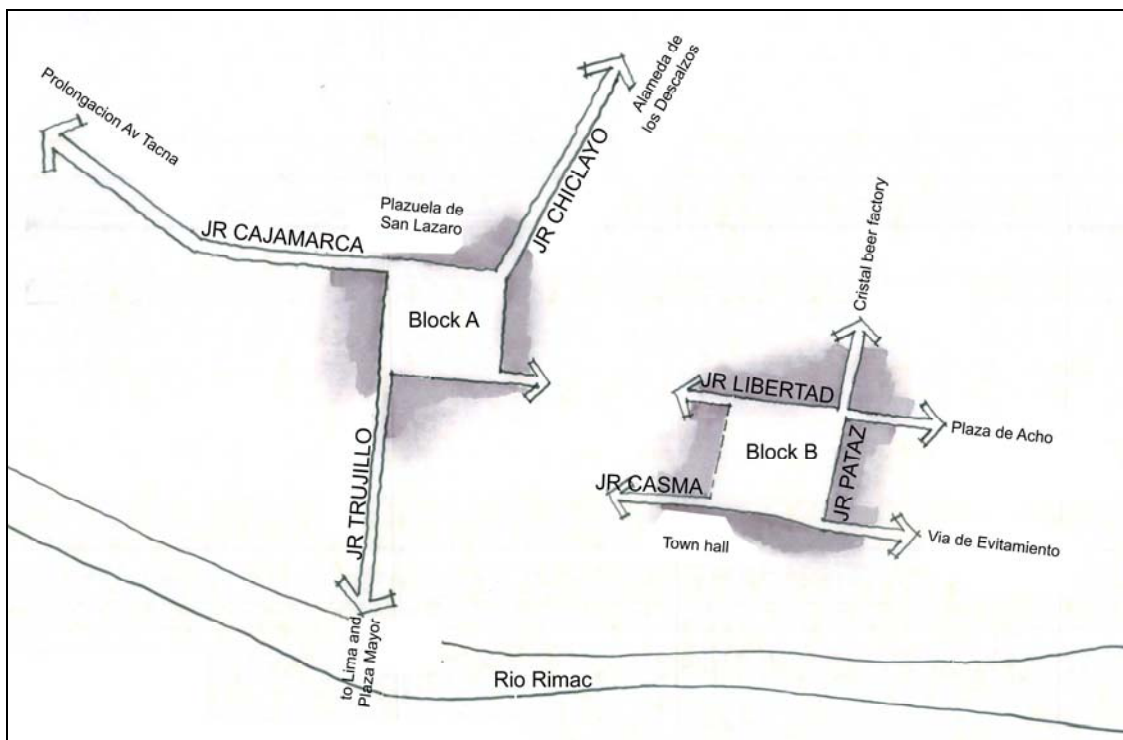 Prolongacion Av Tacna
Alameda de
los Descalzos
JR CHICLAYO
Plazuela de
San Lazaro
JR CAJAMARCA
Block A
Cristal beer factory
JR LIBERTAD
Plaza de Acho
Block B
JR PATAZ
JR CASMA
JR TRUJILLO
Town hall
Via de Evitamiento
to Lima and
Plaza Mayor
Rio Rimac